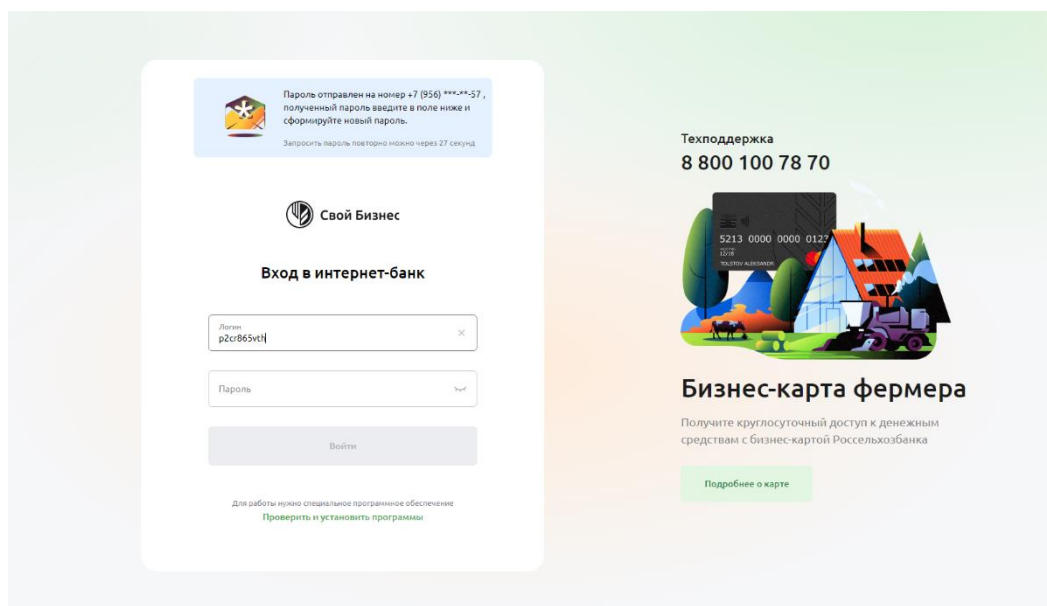 Пароль отправлен на номер +7 (956) ***-**-57 ,
полученный пароль введите в поле ниже и
сформируйте новый пароль.
Запросить пароль повторно можно через 27 секунд
Свой Бизнес
Вход в интернет-банк
Логин
p2cr865vth
Пароль
Войти
Для работы нужно специальное программное обеспечение
Проверить и установить программы
Техподдержка
8 800 100 78 70
5213 0000 0000 0123
12/18
TOLSTOV ALEKSANDR
Бизнес-карта фермера
Получите круглосуточный доступ к денежным
средствам с бизнес-картой Россельхозбанка
Подробнее о карте